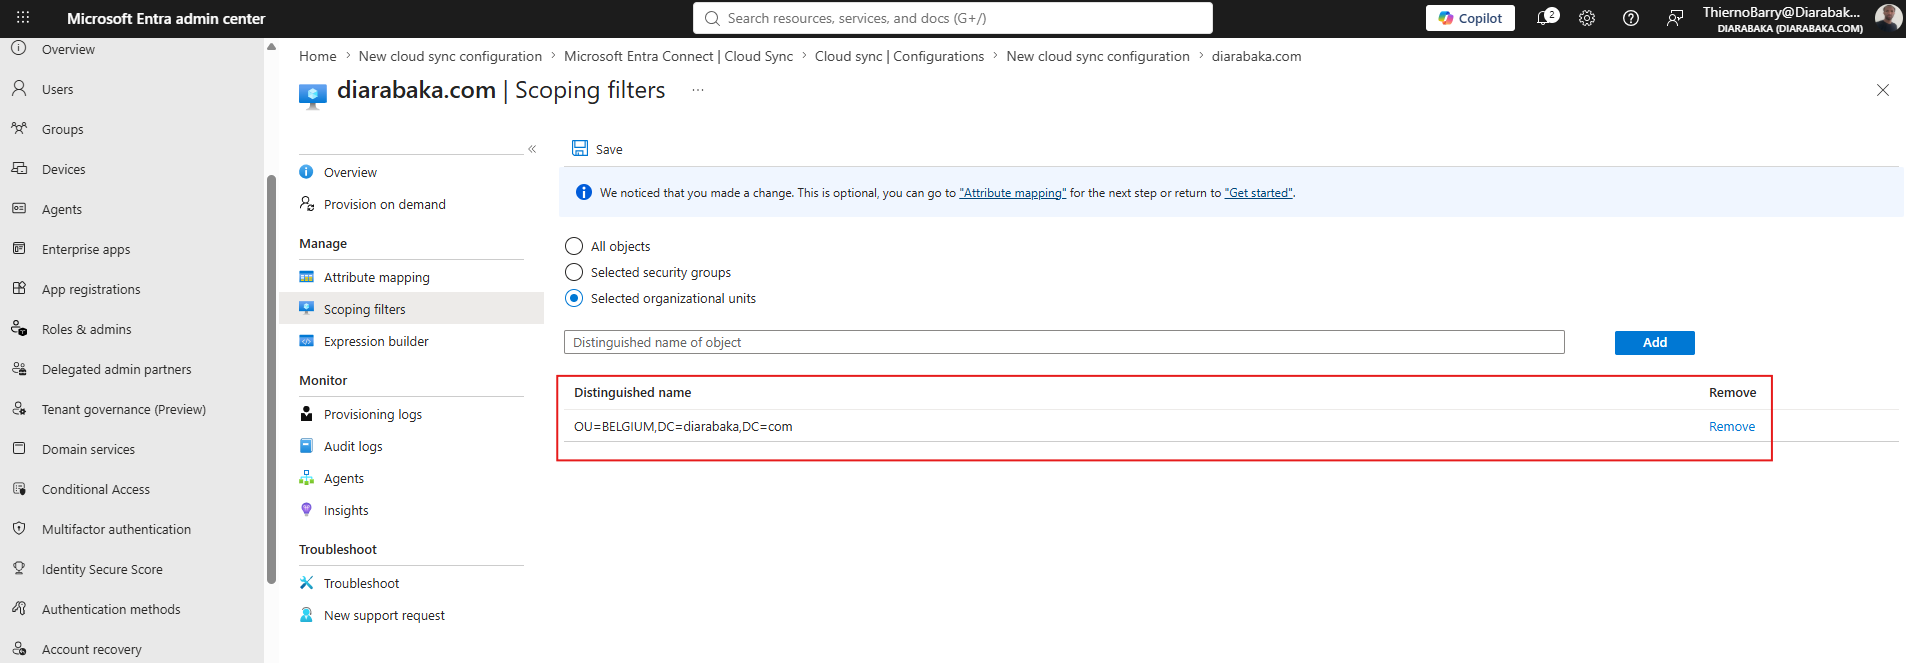 Microsoft Entra admin center
Search resources, services, and docs (G+/)
Copilot
2
ThiernoBarry@Diarabak...
DIARABAKA (DIARABAKA.COM)
Overview
Users
Groups
Devices
Agents
Enterprise apps
App registrations
Roles & admins
Delegated admin partners
Tenant governance (Preview)
Domain services
Conditional Access
Multifactor authentication
Identity Secure Score
Authentication methods
Account recovery
Home > New cloud sync configuration > Microsoft Entra Connect | Cloud Sync > Cloud sync | Configurations > New cloud sync configuration > diarabaka.com
diarabaka.com | Scoping filters ...
Overview
Provision on demand
Manage
Attribute mapping
Scoping filters
Expression builder
Monitor
Provisioning logs
Audit logs
Agents
Insights
Troubleshoot
Troubleshoot
New support request
Save
We noticed that you made a change. This is optional, you can go to "Attribute mapping" for the next step or return to "Get started".
All objects
Selected security groups
Selected organizational units
Distinguished name of object
Add
Distinguished name Remove
OU=BELGIUM,DC=diarabaka,DC=com Remove